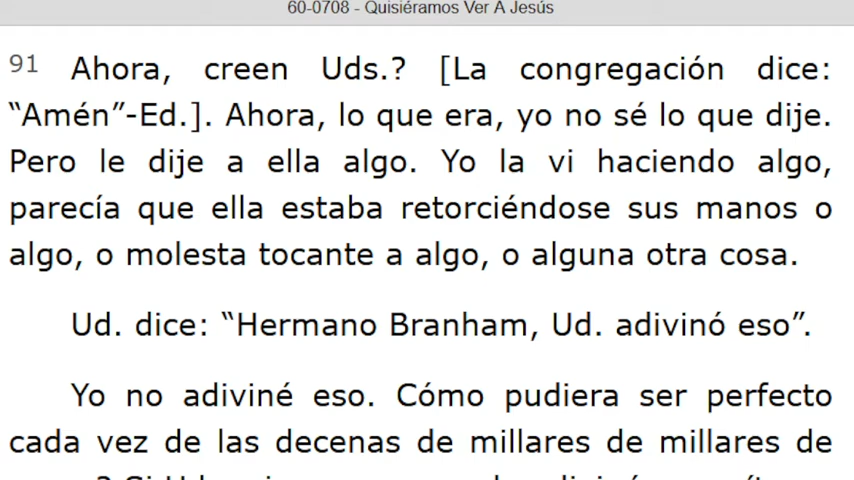 60-0708 - Quisiéramos Ver A Jesús
91 Ahora, creen Uds.? [La congregación dice:
“Amén”-Ed.]. Ahora, lo que era, yo no sé lo que dije.
Pero le dije a ella algo. Yo la vi haciendo algo,
parecía que ella estaba retorciéndose sus manos o
algo, o molesta tocante a algo, o alguna otra cosa.
Ud. dice: “Hermano Branham, Ud. adivinó eso”.
Yo no adiviné eso. Cómo pudiera ser perfecto
cada vez de las decenas de millares de millares de